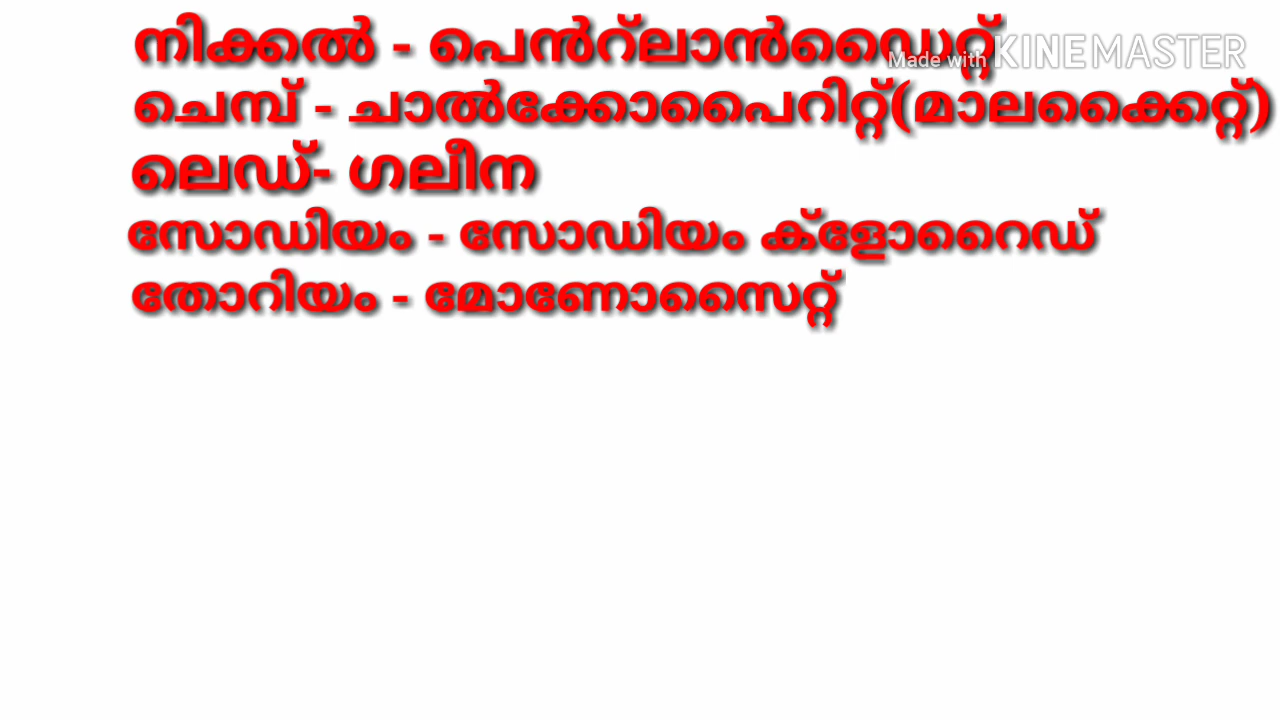 നിക്കൽ - പെൻറ്ലാൻഡൈറ്റ്
Made with KINEMASTER
ചെമ്പ് - ചാൽക്കോപൈറിറ്റ്(മാലക്കൈറ്റ്)
ലെഡ്- ഗലീന
സോഡിയം - സോഡിയം ക്ളോറൈഡ്
തോറിയം - മോണോസൈറ്റ്